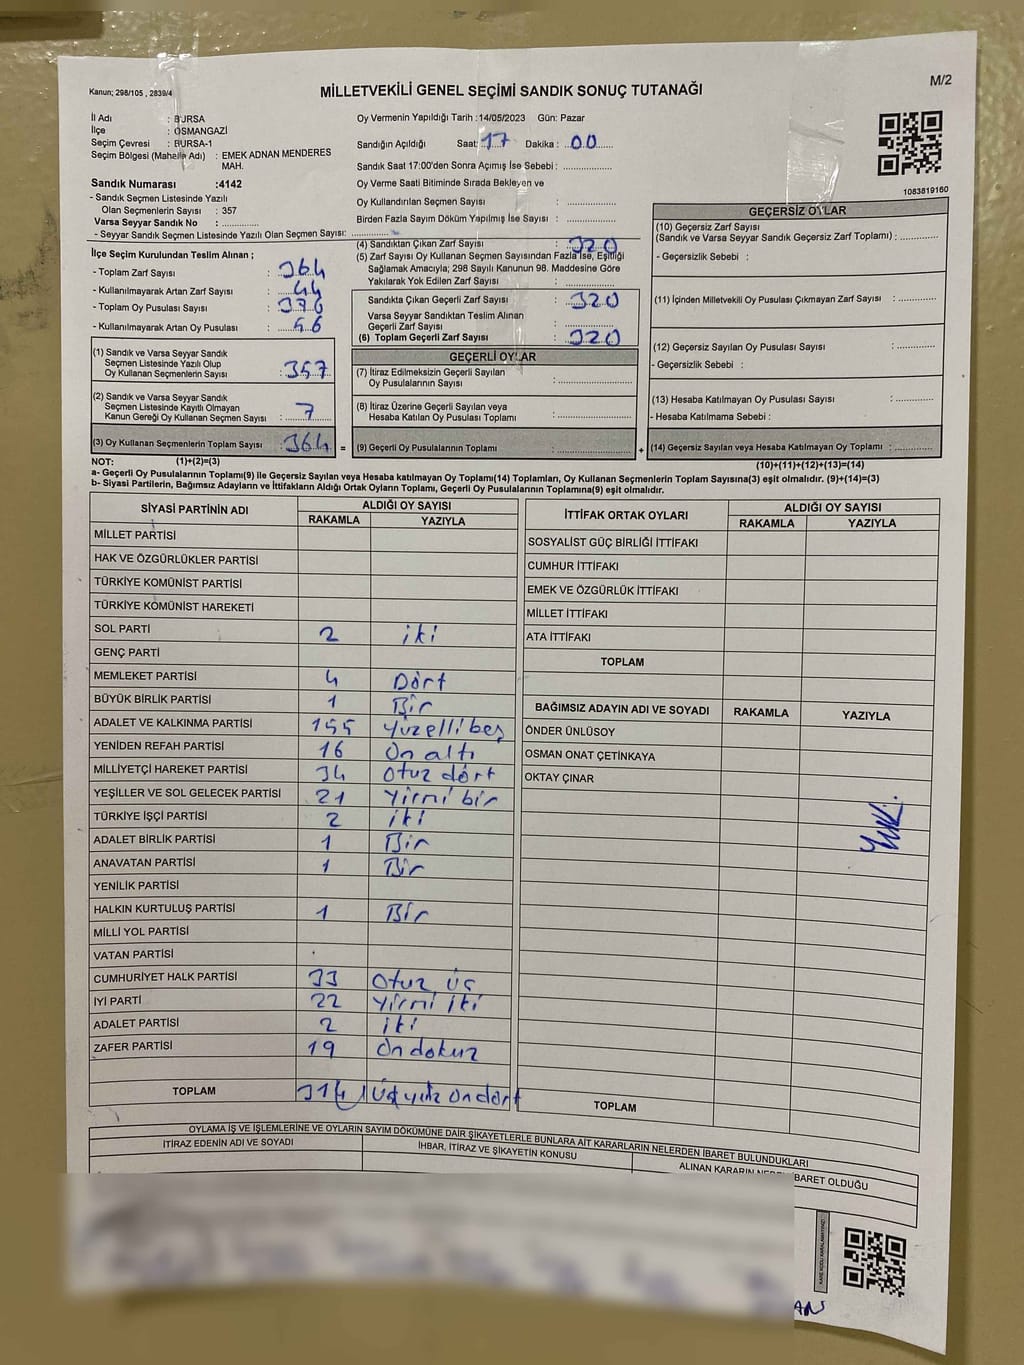 M/2
Kanun; 298/105 , 2839/4
MİLLETVEKİLİ GENEL SEÇİMİ SANDIK SONUÇ TUTANAĞI
İl Adı : BURSA
İlçe : OSMANGAZİ
Seçim Çevresi : BURSA-1
Seçim Bölgesi (Mahalle Adı) : EMEK ADNAN MENDERES MAH.
Sandık Numarası :4142
- Sandık Seçmen Listesinde Yazılı
Olan Seçmenlerin Sayısı : 357
Varsa Seyyar Sandık No : ............
- Seyyar Sandık Seçmen Listesinde Yazılı Olan Seçmen Sayısı: ............
Oy Vermenin Yapıldığı Tarih :14/05/2023 Gün: Pazar
Sandığın Açıldığı Saat: 17 Dakika : 00
Sandık Saat 17:00'den Sonra Açımış İse Sebebi : ............
Oy Verme Saati Bitiminde Sırada Bekleyen ve
Oy Kullandırılan Seçmen Sayısı : ............
Birden Fazla Sayım Döküm Yapılmış İse Sayısı : ............
1083819160
İlçe Seçim Kurulundan Teslim Alınan ;
- Toplam Zarf Sayısı : 364
- Kullanılmayarak Artan Zarf Sayısı : 44
- Toplam Oy Pusulası Sayısı : 376
- Kullanılmayarak Artan Oy Pusulası : 56
(1) Sandık ve Varsa Seyyar Sandık
Seçmen Listesinde Yazılı Olup
Oy Kullanan Seçmenlerin Sayısı : 357
(2) Sandık ve Varsa Seyyar Sandık
Seçmen Listesinde Kayıtlı Olmayan
Kanun Gereği Oy Kullanan Seçmen Sayısı : 7
(3) Oy Kullanan Seçmenlerin Toplam Sayısı : 364 =
(4) Sandıktan Çıkan Zarf Sayısı : 320
(5) Zarf Sayısı Oy Kullanan Seçmen Sayısından Fazla İse, Eşitliği
Sağlamak Amacıyla; 298 Sayılı Kanunun 98. Maddesine Göre
Yakılarak Yok Edilen Zarf Sayısı : ............
Sandıkta Çıkan Geçerli Zarf Sayısı : 320
Varsa Seyyar Sandıktan Teslim Alınan
Geçerli Zarf Sayısı : ............
(6) Toplam Geçerli Zarf Sayısı : 320
GEÇERLİ OYLAR
(7) İtiraz Edilmeksizin Geçerli Sayılan
Oy Pusulalarının Sayısı : ............
(8) İtiraz Üzerine Geçerli Sayılan veya
Hesaba Katılan Oy Pusulası Toplamı : ............
(9) Geçerli Oy Pusulalarının Toplamı : ............ +
GEÇERSİZ OYLAR
(10) Geçersiz Zarf Sayısı
(Sandık ve Varsa Seyyar Sandık Geçersiz Zarf Toplamı) : ............
- Geçersizlik Sebebi :
(11) İçinden Milletvekili Oy Pusulası Çıkmayan Zarf Sayısı : ............
(12) Geçersiz Sayılan Oy Pusulası Sayısı : ............
- Geçersizlik Sebebi :
(13) Hesaba Katılmayan Oy Pusulası Sayısı : ............
- Hesaba Katılmama Sebebi :
(14) Geçersiz Sayılan veya Hesaba Katılmayan Oy Toplamı : ............
NOT: (1)+(2)=(3)
(10)+(11)+(12)+(13)=(14)
a- Geçerli Oy Pusulalarının Toplamı(9) ile Geçersiz Sayılan veya Hesaba katılmayan Oy Toplamı(14) Toplamları, Oy Kullanan Seçmenlerin Toplam Sayısına(3) eşit olmalıdır. (9)+(14)=(3)
b- Siyasi Partilerin, Bağımsız Adayların ve İttifakların Aldığı Ortak Oyların Toplamı, Geçerli Oy Pusulalarının Toplamına(9) eşit olmalıdır.
SİYASİ PARTİNİN ADI ALDIĞI OY SAYISI
RAKAMLA YAZIYLA
MİLLET PARTİSİ
HAK VE ÖZGÜRLÜKLER PARTİSİ
TÜRKİYE KOMÜNİST PARTİSİ
TÜRKİYE KOMÜNİST HAREKETİ
SOL PARTİ 2 iki
GENÇ PARTİ
MEMLEKET PARTİSİ 4 Dört
BÜYÜK BİRLİK PARTİSİ 1 Bir
ADALET VE KALKINMA PARTİSİ 155 yüzellibeş
YENİDEN REFAH PARTİSİ 16 on altı
MİLLİYETÇİ HAREKET PARTİSİ 34 otuz dört
YEŞİLLER VE SOL GELECEK PARTİSİ 21 yirmi bir
TÜRKİYE İŞÇİ PARTİSİ 2 iki
ADALET BİRLİK PARTİSİ 1 Bir
ANAVATAN PARTİSİ 1 Bir
YENİLİK PARTİSİ
HALKIN KURTULUŞ PARTİSİ 1 Bir
MİLLİ YOL PARTİSİ
VATAN PARTİSİ
CUMHURİYET HALK PARTİSİ 33 otuz üç
İYİ PARTİ 22 yirmi iki
ADALET PARTİSİ 2 iki
ZAFER PARTİSİ 19 on dokuz
TOPLAM 314 Üçyüz ondört
İTTİFAK ORTAK OYLARI ALDIĞI OY SAYISI
RAKAMLA YAZIYLA
SOSYALİST GÜÇ BİRLİĞİ İTTİFAKI
CUMHUR İTTİFAKI
EMEK VE ÖZGÜRLÜK İTTİFAKI
MİLLET İTTİFAKI
ATA İTTİFAKI
TOPLAM
BAĞIMSIZ ADAYIN ADI VE SOYADI RAKAMLA YAZIYLA
ÖNDER ÜNLÜSOY
OSMAN ONAT ÇETİNKAYA
OKTAY ÇINAR
TOPLAM
OYLAMA İŞ VE İŞLEMLERİNE VE OYLARIN SAYIM DÖKÜMÜNE DAİR ŞİKAYETLERLE BUNLARA AİT KARARLARIN NELERDEN İBARET BULUNDUKLARI
İTİRAZ EDENİN ADI VE SOYADI
İHBAR, İTİRAZ VE ŞİKAYETİN KONUSU
ALINAN KARARIN NEDEN İBARET OLDUĞU